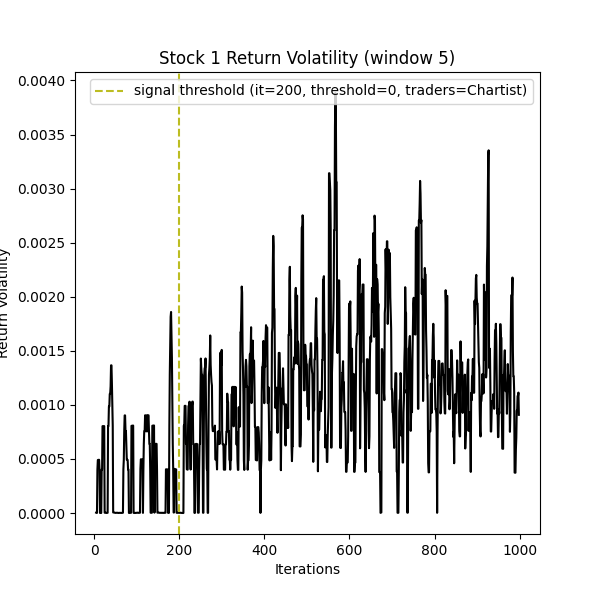 Stock 1 Return Volatility (window 5)
signal threshold (it=200, threshold=0, traders=Chartist)
Return Volatility
0.0040
0.0035
0.0030
0.0025
0.0020
0.0015
0.0010
0.0005
0.0000
0 200 400 600 800 1000
Iterations